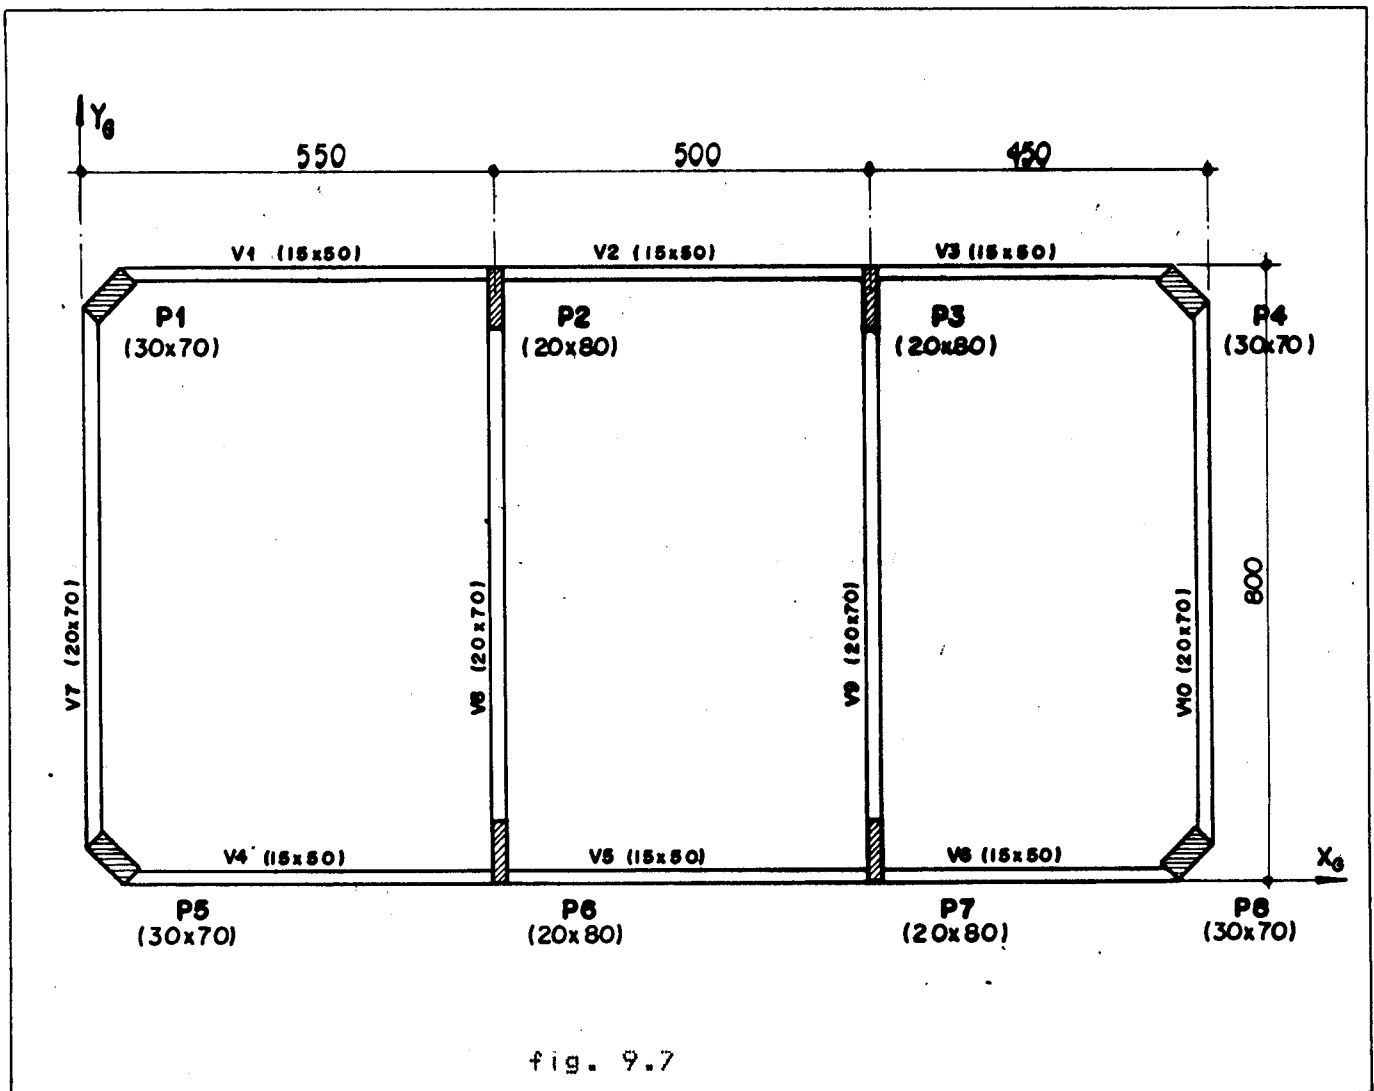 YG
550
500
450
V1 (15x50)
V2 (15x50)
V3 (15x50)
P1
(30x70)
P2
(20x80)
P3
(20x80)
P4
(30x70)
V7 (20x70)
V8 (20x70)
V9 (20x70)
V10 (20x70)
800
V4 (15x50)
V5 (15x50)
V6 (15x50)
XG
P5
(30x70)
P6
(20x80)
P7
(20x80)
P8
(30x70)
fig. 9.7